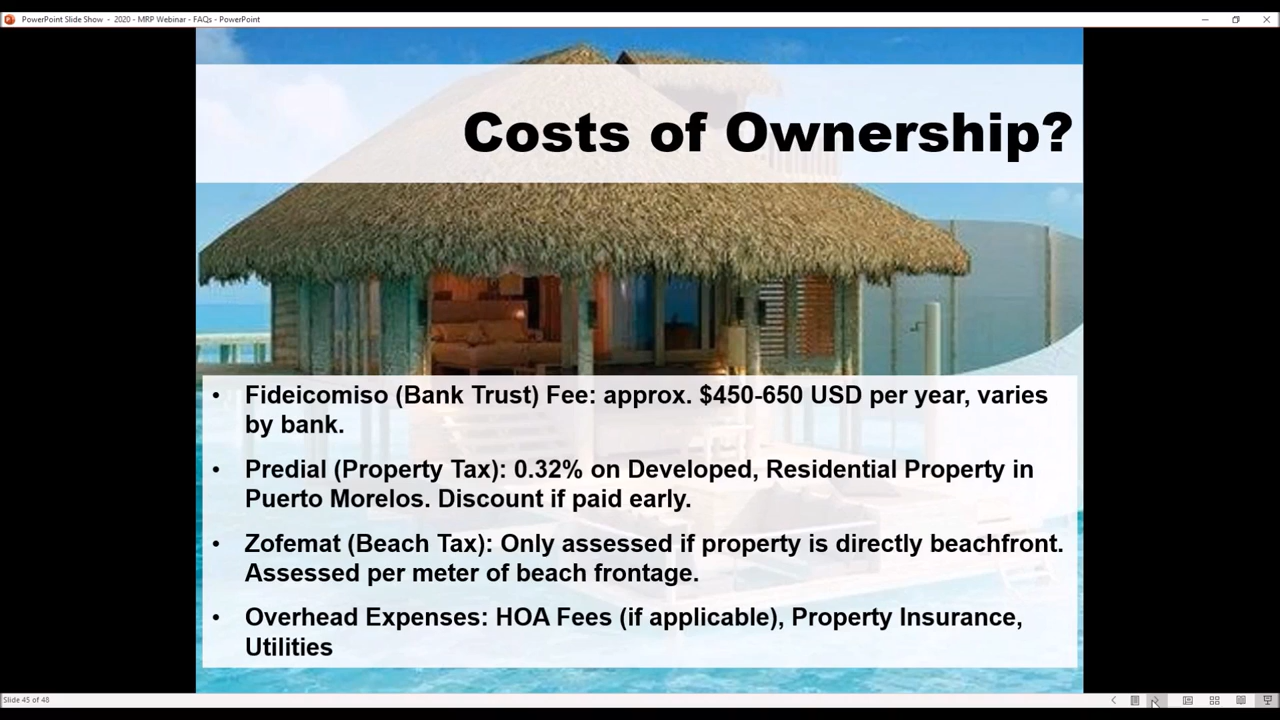 PowerPoint Slide Show - 2020 - MRP Webinar - FAQs - PowerPoint
Costs of Ownership?
• Fideicomiso (Bank Trust) Fee: approx. $450-650 USD per year, varies
by bank.
• Predial (Property Tax): 0.32% on Developed, Residential Property in
Puerto Morelos. Discount if paid early.
• Zofemat (Beach Tax): Only assessed if property is directly beachfront.
Assessed per meter of beach frontage.
• Overhead Expenses: HOA Fees (if applicable), Property Insurance,
Utilities
Slide 45 of 48